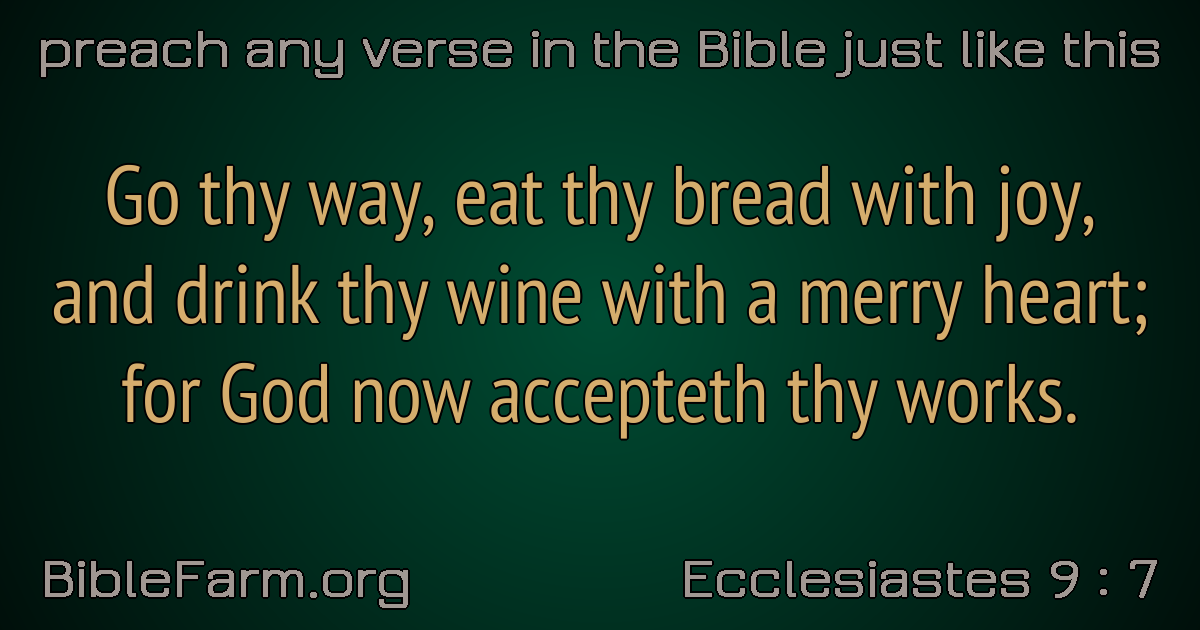 preach any verse in the Bible just like this
Go thy way, eat thy bread with joy,
and drink thy wine with a merry heart;
for God now accepteth thy works.
BibleFarm.org
Ecclesiastes 9 : 7